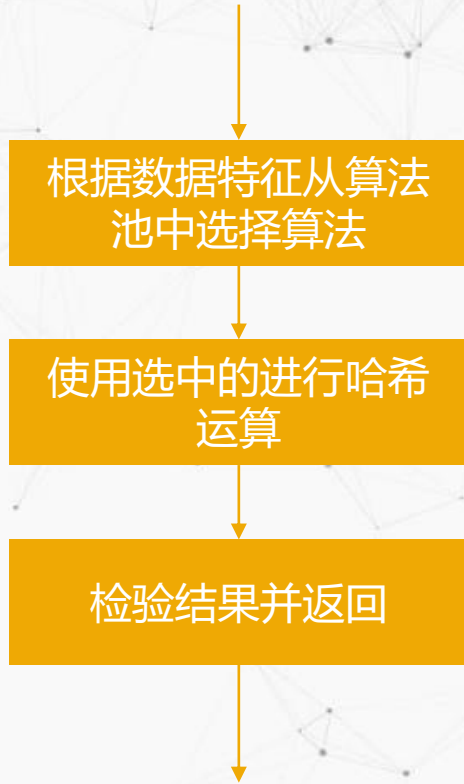 根据数据特征从算法
池中选择算法
使用选中的进行哈希
运算
检验结果并返回